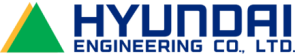 HYUNDAI
ENGINEERING CO., LTD.